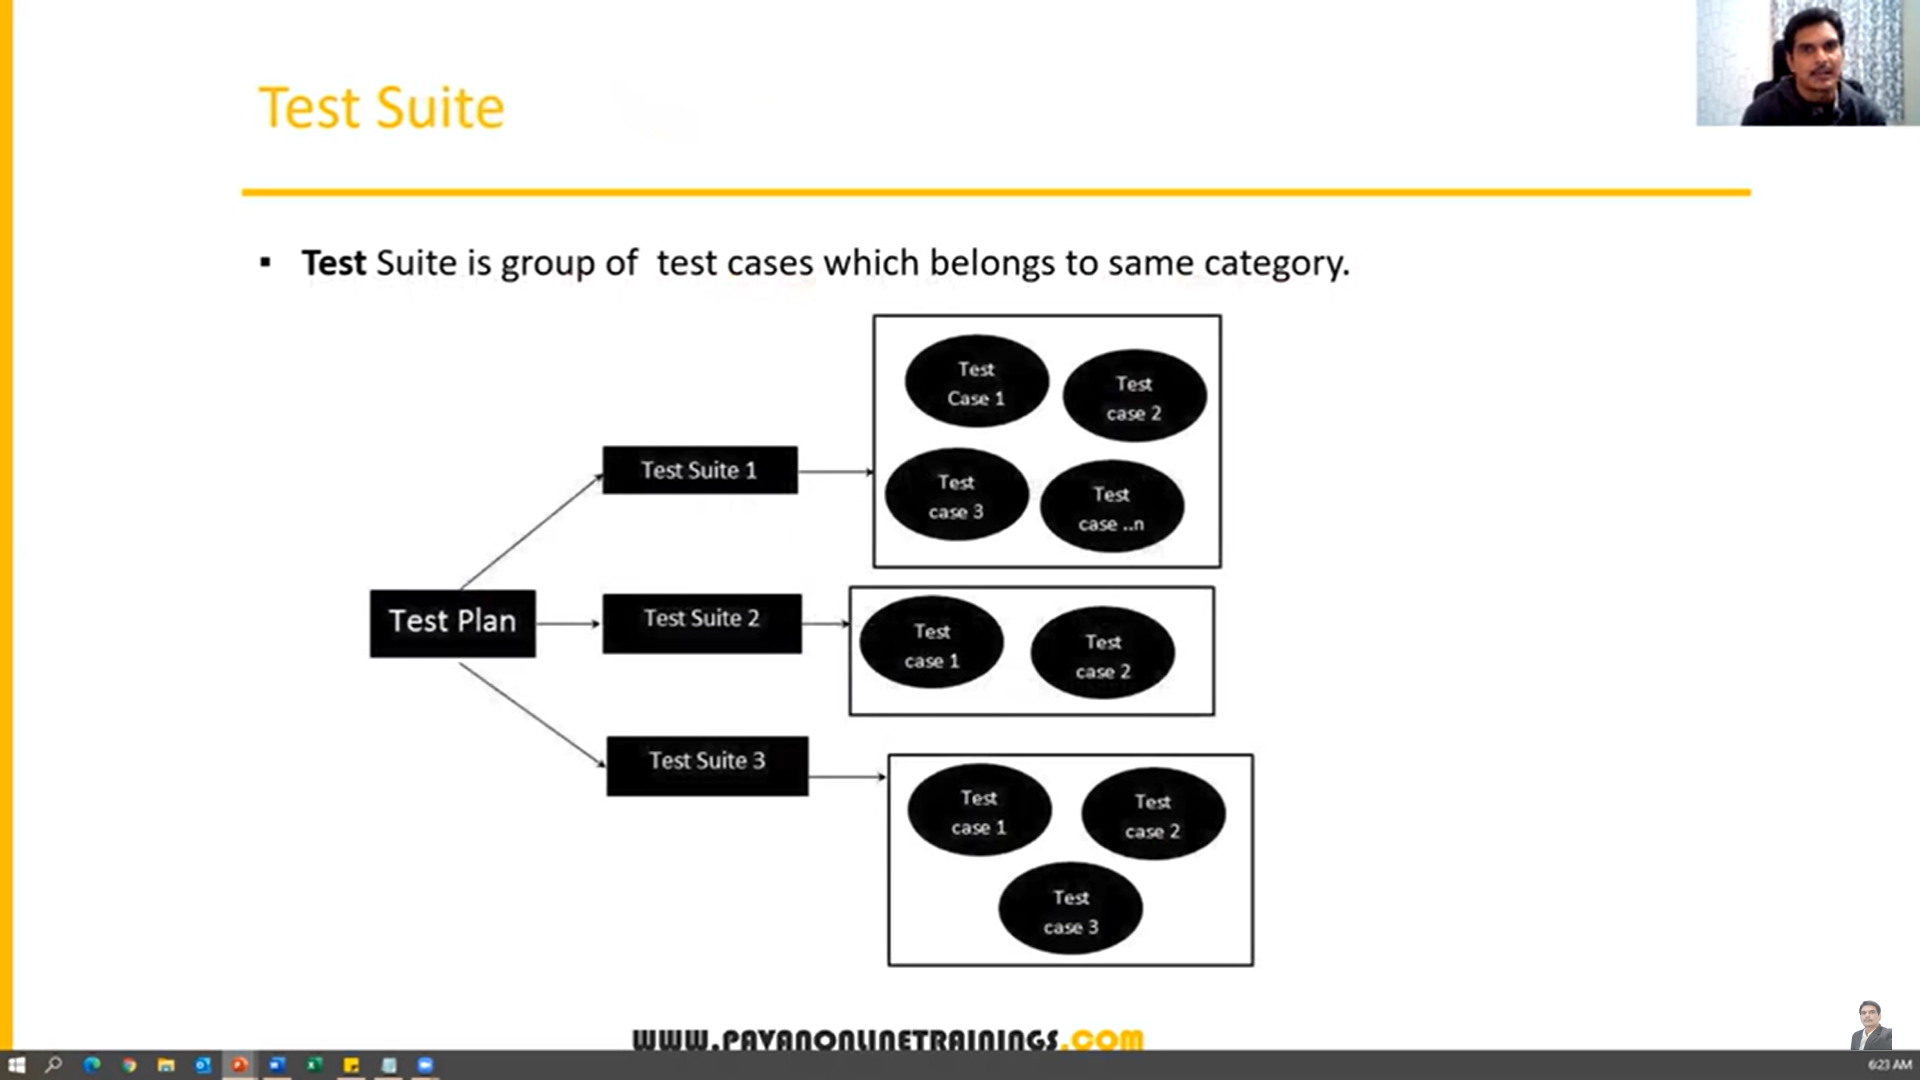 Test Suite
▪ Test Suite is group of test cases which belongs to same category.
Test
Case 1
Test
case 2
Test
case 3
Test
case ..n
Test Suite 1
Test Plan
Test Suite 2
Test
case 1
Test
case 2
Test Suite 3
Test
case 1
Test
case 2
Test
case 3
WWW.PAVANONLINETRAININGS.COM
6:23 AM